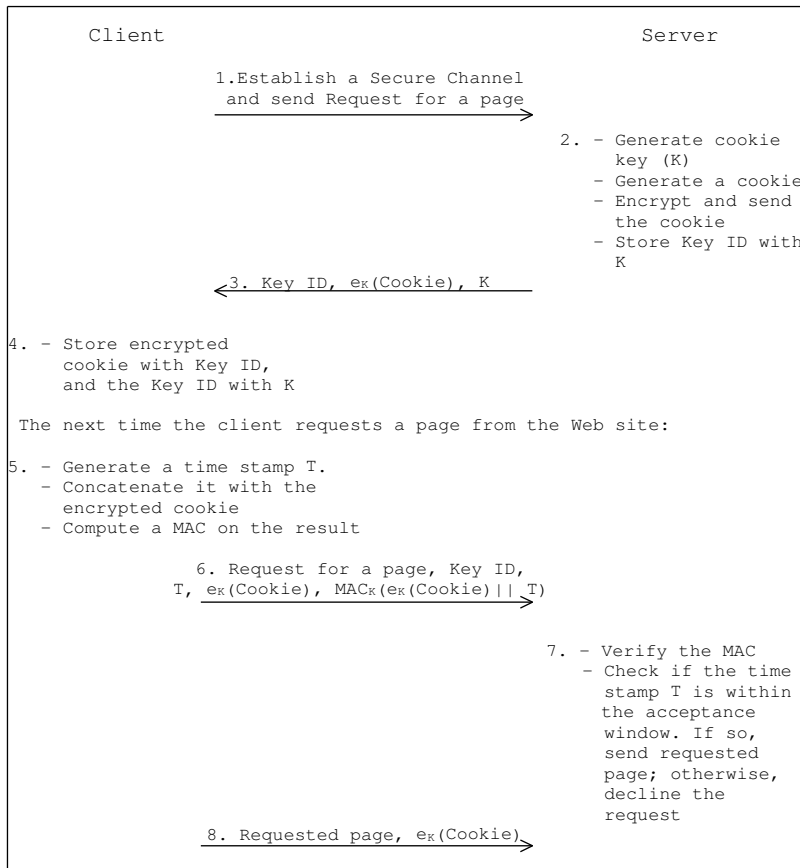 Client Server
1.Establish a Secure Channel
and send Request for a page
2. - Generate cookie
key (K)
- Generate a cookie
- Encrypt and send
the cookie
- Store Key ID with
K
3. Key ID, eK(Cookie), K
4. - Store encrypted
cookie with Key ID,
and the Key ID with K
The next time the client requests a page from the Web site:
5. - Generate a time stamp T.
- Concatenate it with the
encrypted cookie
- Compute a MAC on the result
6. Request for a page, Key ID,
T, eK(Cookie), MACK(eK(Cookie)|| T)
7. - Verify the MAC
- Check if the time
stamp T is within
the acceptance
window. If so,
send requested
page; otherwise,
decline the
request
8. Requested page, eK(Cookie)